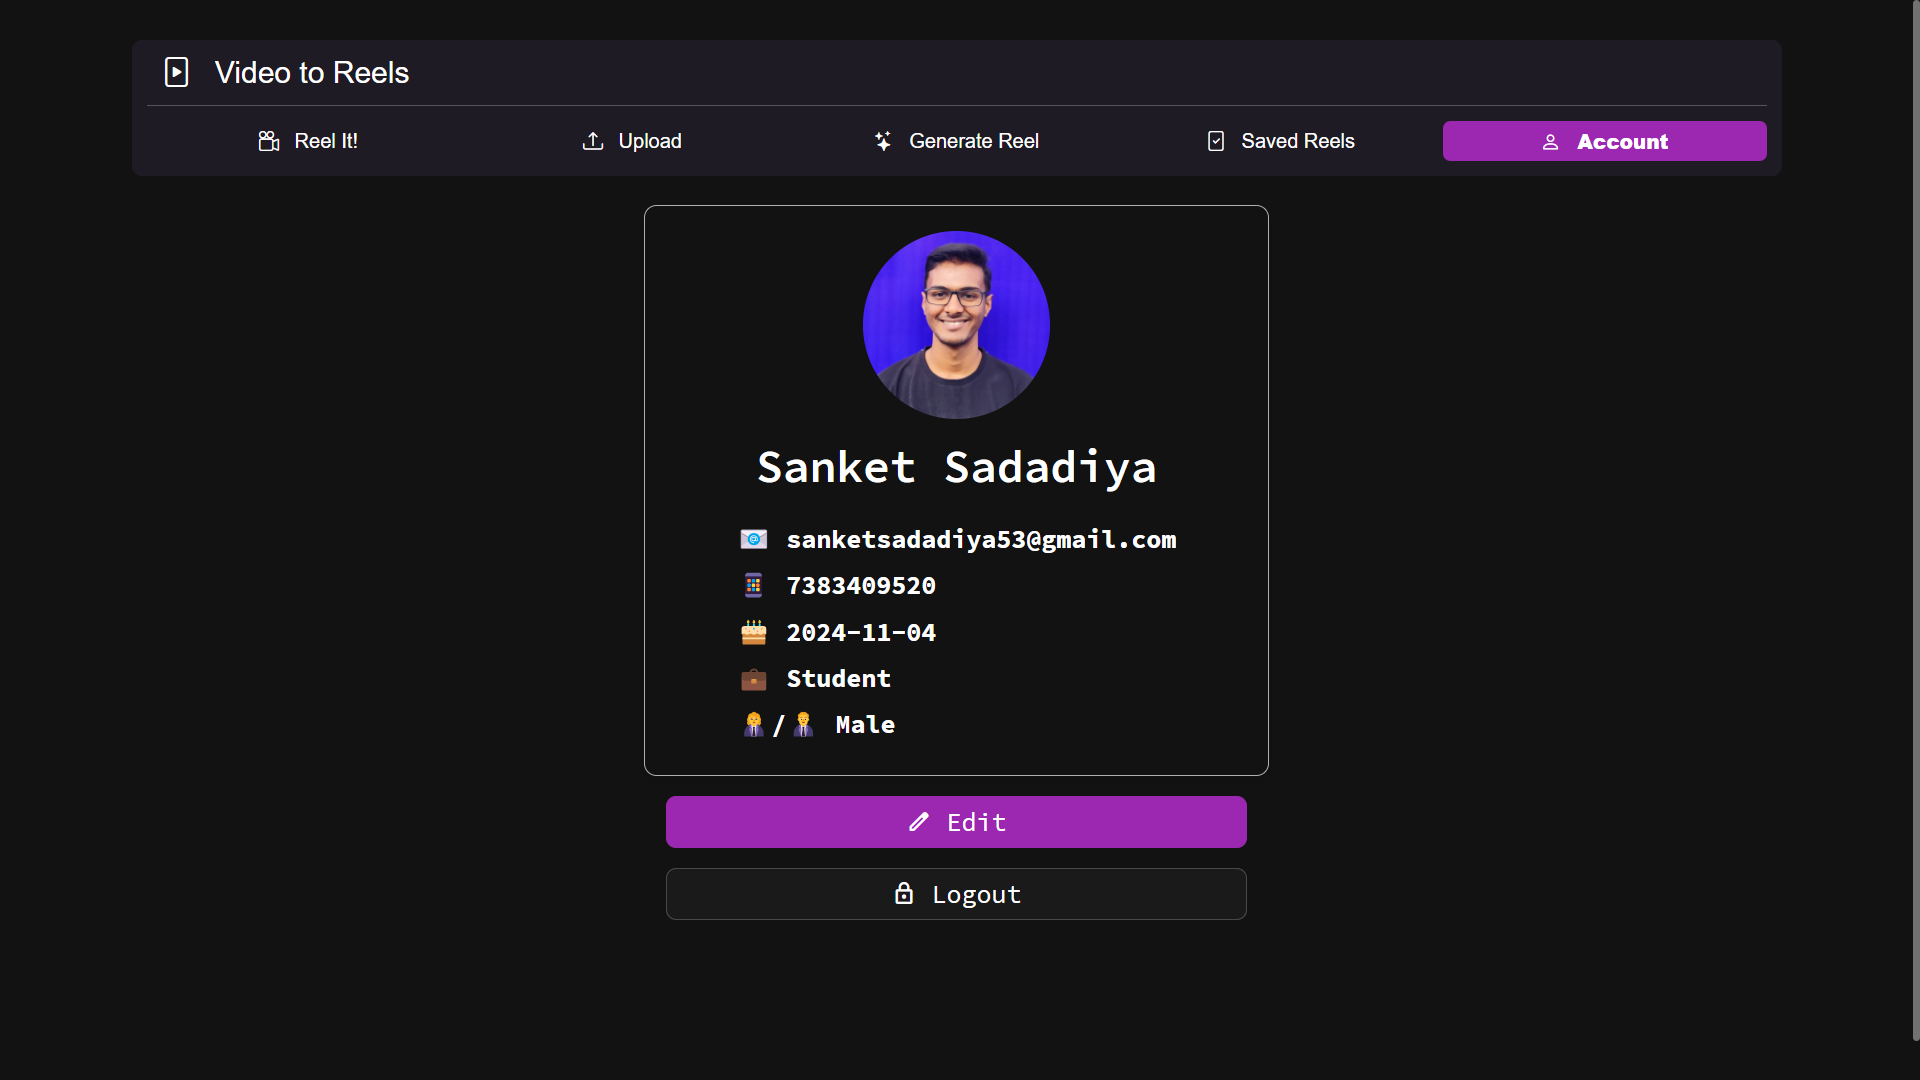 Video to Reels
Reel It! Upload Generate Reel Saved Reels Account
Sanket Sadadiya
sanketsadadiya53@gmail.com
7383409520
2024-11-04
Student
/ Male
Edit
Logout